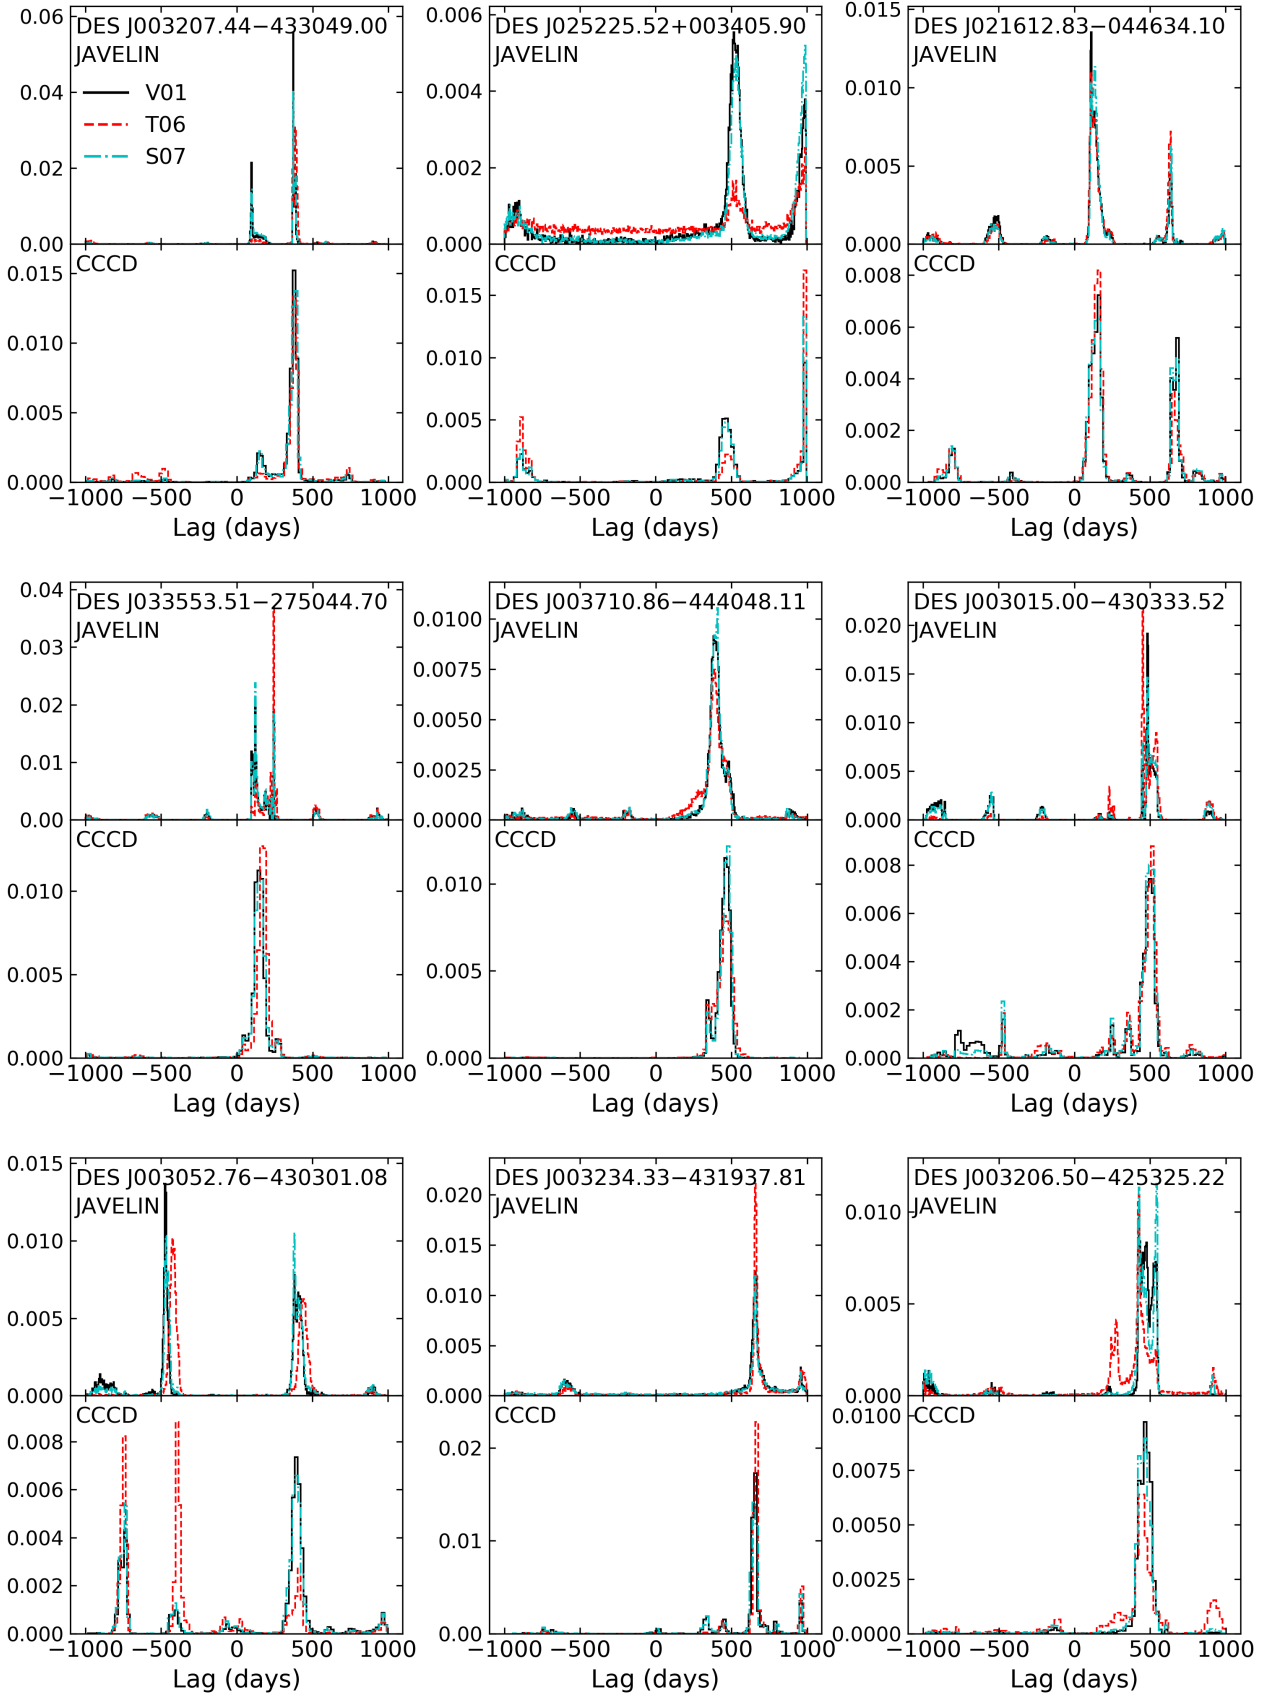 DES J003207.44−433049.00
JAVELIN
V01
T06
S07
0.06
0.04
0.02
0.00
CCCD
0.015
0.010
0.005
0.000
−1000 −500 0 500 1000
Lag (days)
DES J025225.52+003405.90
JAVELIN
0.006
0.004
0.002
0.000
0.015
0.010
0.005
0.000
−1000 −500 0 500 1000
Lag (days)
DES J021612.83−044634.10
JAVELIN
0.015
0.010
0.005
0.000
CCCD
0.008
0.006
0.004
0.002
0.000
−1000 −500 0 500 1000
Lag (days)
DES J033553.51−275044.70
JAVELIN
0.04
0.03
0.02
0.01
0.00
CCCD
0.010
0.005
0.000
−1000 −500 0 500 1000
Lag (days)
DES J003710.86−444048.11
JAVELIN
0.0100
0.0075
0.0050
0.0025
0.0000
CCCD
0.010
0.005
0.000
−1000 −500 0 500 1000
Lag (days)
DES J003015.00−430333.52
JAVELIN
0.020
0.015
0.010
0.005
0.000
CCCD
0.008
0.006
0.004
0.002
0.000
−1000 −500 0 500 1000
Lag (days)
DES J003052.76−430301.08
JAVELIN
0.015
0.010
0.005
0.000
CCCD
0.008
0.006
0.004
0.002
0.000
−1000 −500 0 500 1000
Lag (days)
DES J003234.33−431937.81
JAVELIN
0.020
0.015
0.010
0.005
0.000
CCCD
0.02
0.01
0.00
−1000 −500 0 500 1000
Lag (days)
DES J003206.50−425325.22
JAVELIN
0.010
0.005
0.000
CCCD
0.0100
0.0075
0.0050
0.0025
0.0000
−1000 −500 0 500 1000
Lag (days)